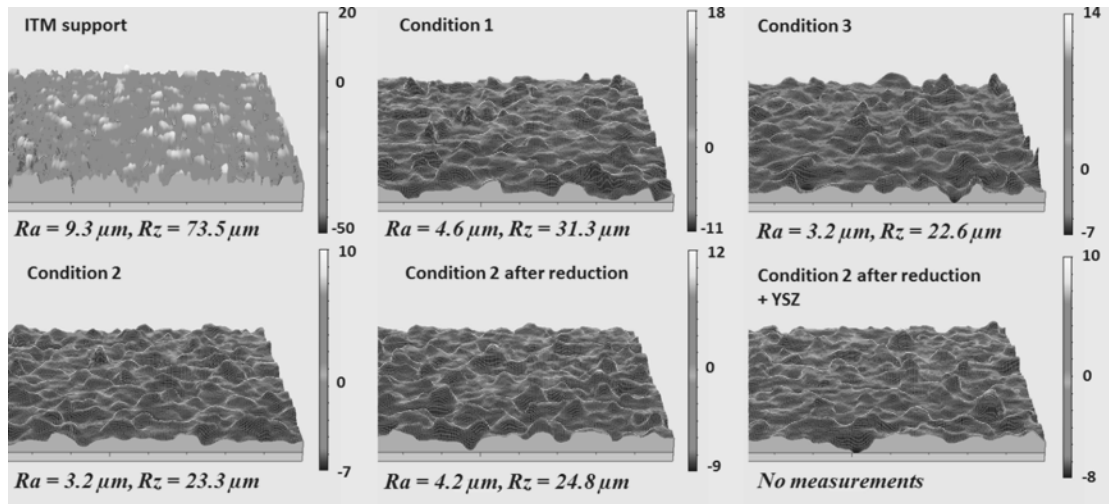 ITM support
20
0
-50
Ra = 9.3 µm, Rz = 73.5 µm
Condition 1
18
0
-11
Ra = 4.6 µm, Rz = 31.3 µm
Condition 3
14
0
-7
Ra = 3.2 µm, Rz = 22.6 µm
Condition 2
10
0
-7
Ra = 3.2 µm, Rz = 23.3 µm
Condition 2 after reduction
12
0
-9
Ra = 4.2 µm, Rz = 24.8 µm
Condition 2 after reduction
+ YSZ
10
0
-8
No measurements